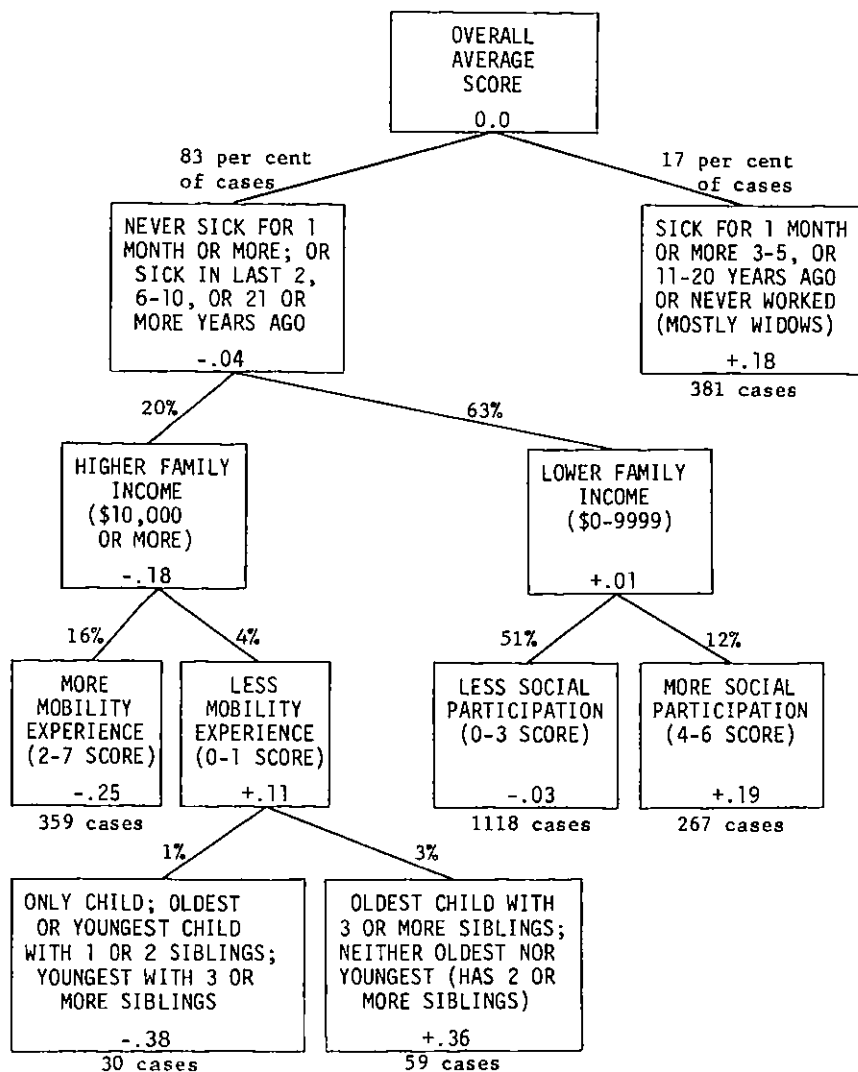 OVERALL
AVERAGE
SCORE
0.0
83 per cent
of cases
17 per cent
of cases
NEVER SICK FOR 1
MONTH OR MORE; OR
SICK IN LAST 2,
6-10, OR 21 OR
MORE YEARS AGO
-.04
SICK FOR 1 MONTH
OR MORE 3-5, OR
11-20 YEARS AGO
OR NEVER WORKED
(MOSTLY WIDOWS)
+.18
381 cases
20%
63%
HIGHER FAMILY
INCOME
($10,000
OR MORE)
-.18
LOWER FAMILY
INCOME
($0-9999)
+.01
16%
4%
51%
12%
MORE
MOBILITY
EXPERIENCE
(2-7 SCORE)
-.25
359 cases
LESS
MOBILITY
EXPERIENCE
(0-1 SCORE)
+.11
LESS SOCIAL
PARTICIPATION
(0-3 SCORE)
-.03
1118 cases
MORE SOCIAL
PARTICIPATION
(4-6 SCORE)
+.19
267 cases
1%
3%
ONLY CHILD; OLDEST
OR YOUNGEST CHILD
WITH 1 OR 2 SIBLINGS;
YOUNGEST WITH 3 OR
MORE SIBLINGS
-.38
30 cases
OLDEST CHILD WITH
3 OR MORE SIBLINGS;
NEITHER OLDEST NOR
YOUNGEST (HAS 2 OR
MORE SIBLINGS)
+.36
59 cases